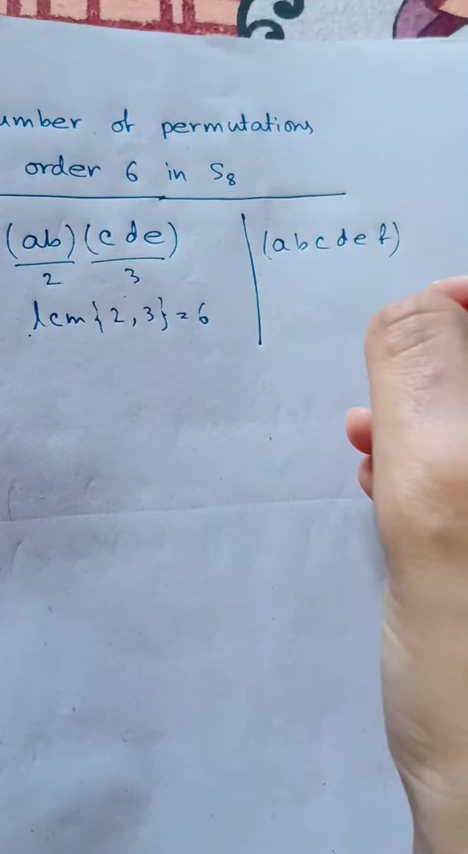 umber of permutations
order 6 in S₈
(ab)(cde)
2 3
lcm{2,3}=6
(abcdef)